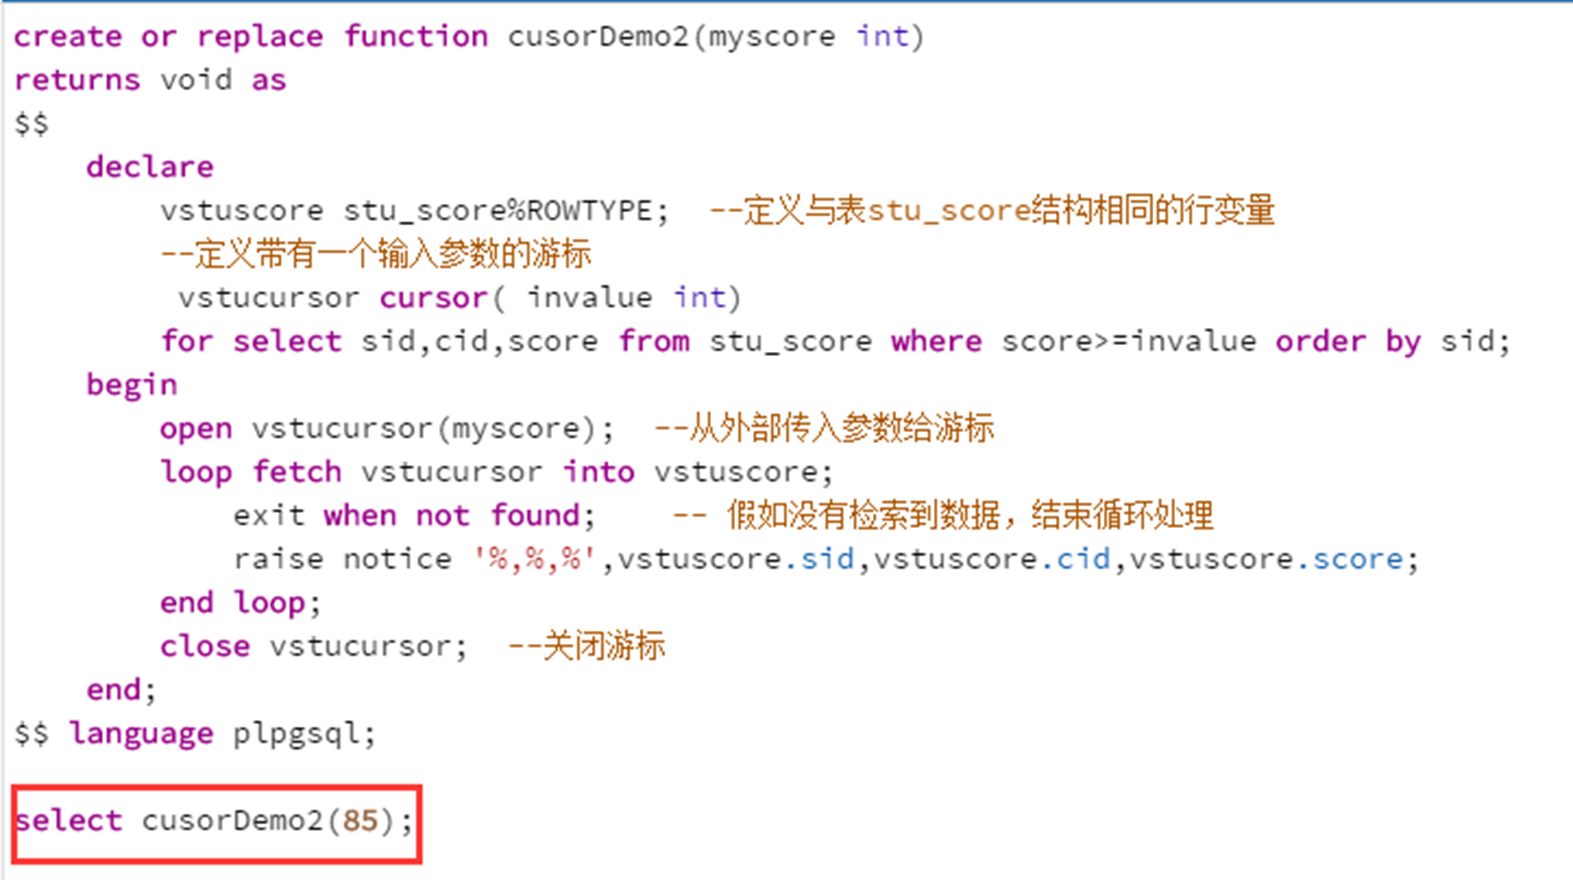 create or replace function cusorDemo2(myscore int)
returns void as
$$
declare
vstuscore stu_score%ROWTYPE;  --定义与表stu_score结构相同的行变量
--定义带有一个输入参数的游标
vstucursor cursor( invalue int)
for select sid,cid,score from stu_score where score>=invalue order by sid;
begin
open vstucursor(myscore);  --从外部传入参数给游标
loop fetch vstucursor into vstuscore;
exit when not found;    -- 假如没有检索到数据，结束循环处理
raise notice '%,%,%',vstuscore.sid,vstuscore.cid,vstuscore.score;
end loop;
close vstucursor;  --关闭游标
end;
$$ language plpgsql;
select cusorDemo2(85);